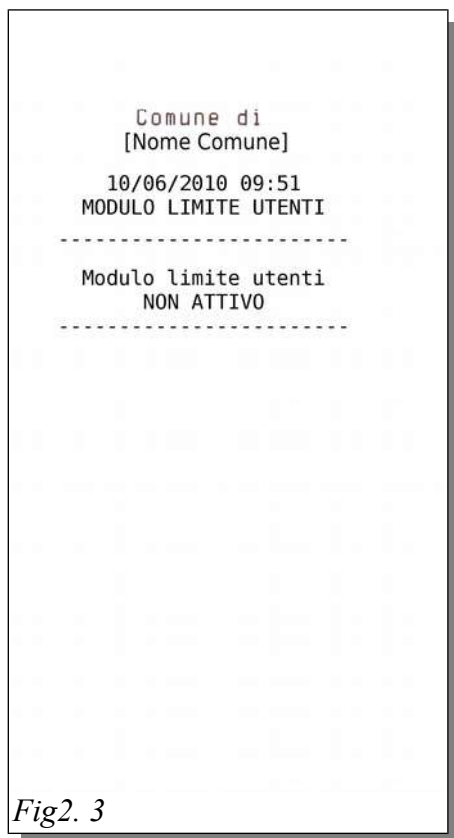 Comune di
[Nome Comune]
10/06/2010 09:51
MODULO LIMITE UTENTI
------------------------
Modulo limite utenti
NON ATTIVO
------------------------
Fig2. 3